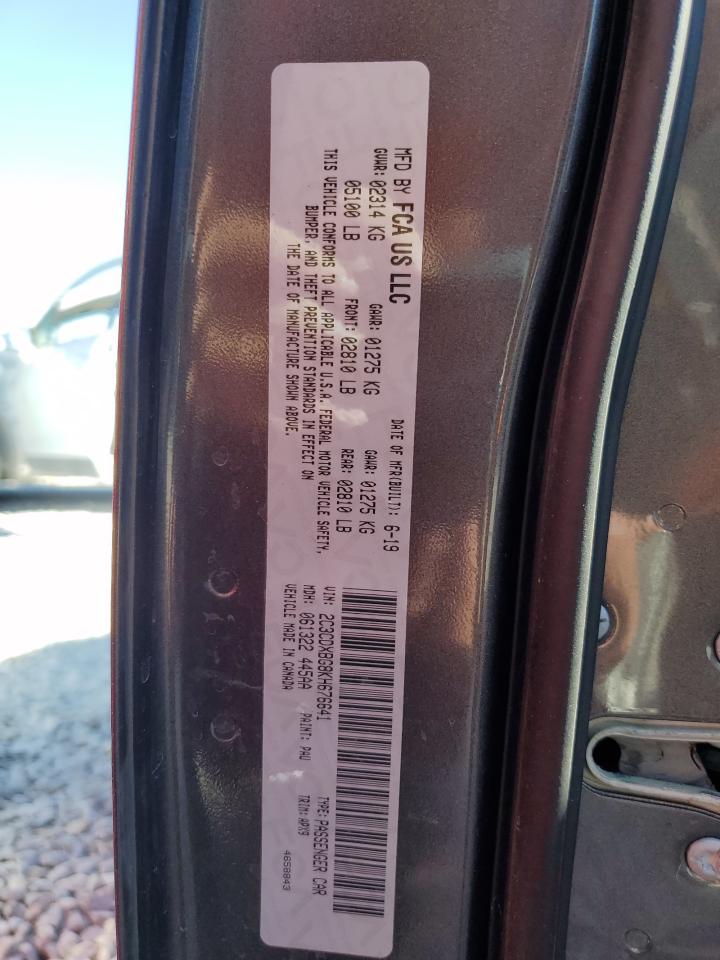 MFD BY FCA US LLC
DATE OF MFR(BUILT): 6-19
GVWR: 02314 KG GAWR: 01275 KG GAWR: 01275 KG
05100 LB FRONT: 02810 LB REAR: 02810 LB
THIS VEHICLE CONFORMS TO ALL APPLICABLE U.S.A. FEDERAL MOTOR VEHICLE SAFETY,
BUMPER, AND THEFT PREVENTION STANDARDS IN EFFECT ON
THE DATE OF MANUFACTURE SHOWN ABOVE.
VIN: 2C3CDXBG8KH676641 TYPE: PASSENGER CAR
MDH: 061322 445AA PAINT: PAU TRIM: HPX9
VEHICLE MADE IN CANADA
4658843